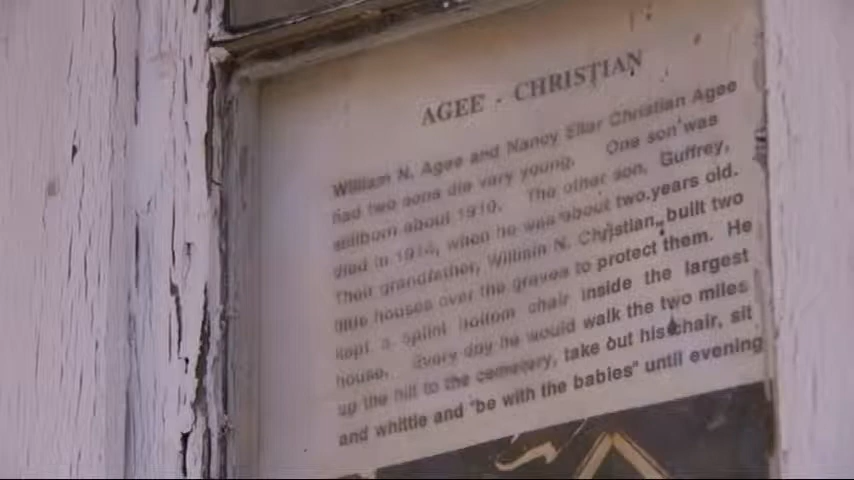 AGEE - CHRISTIAN
William N. Agee and Nancy Ellar Christian Agee
had two sons die very young. One son was
stillborn about 1910. The other son, Guffrey,
died in 1914, when he was about two years old.
Their grandfather, William N. Christian, built two
little houses over the graves to protect them. He
kept a splint bottom chair inside the largest
house. Every day he would walk the two miles
up the hill to the cemetery, take out his chair, sit
and whittle and "be with the babies" until evening